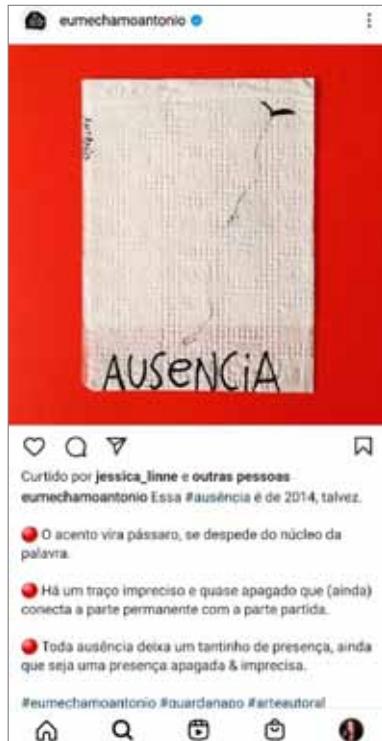 eumechamoantonio
Antônio
AUSeNCiA
Curtido por jessica_linne e outras pessoas
eumechamoantonio Essa #ausência é de 2014, talvez.
O acento vira pássaro, se despede do núcleo da
palavra.
Há um traço impreciso e quase apagado que (ainda)
conecta a parte permanente com a parte partida.
Toda ausência deixa um tantinho de presença, ainda
que seja uma presença apagada & imprecisa.
#eumechamoantonio #guardanapo #arteautoral